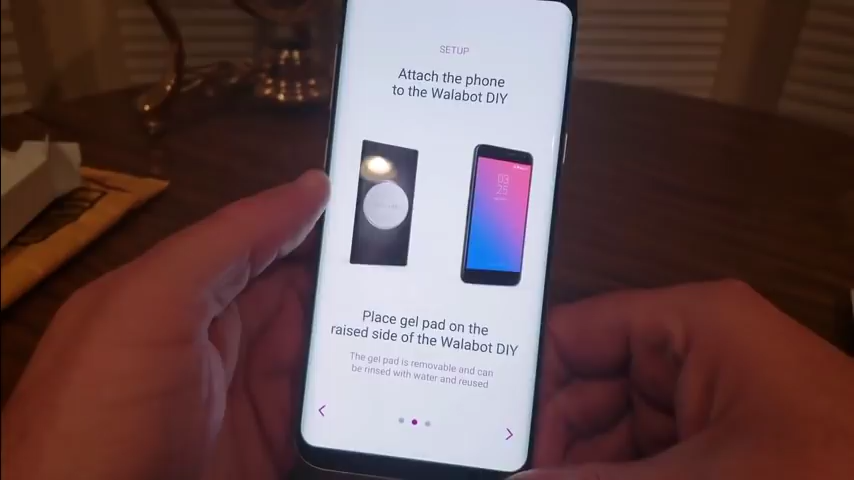 SETUP
Attach the phone
to the Walabot DIY
03
25
Place gel pad on the
raised side of the Walabot DIY
The gel pad is removable and can
be rinsed with water and reused